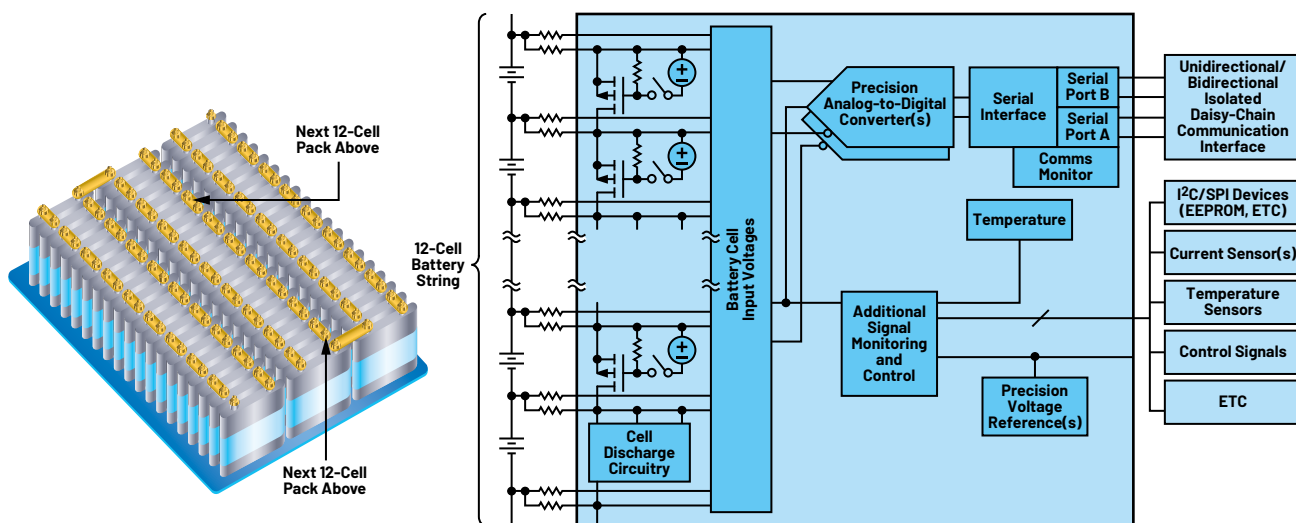 Next 12-Cell
Pack Above
Next 12-Cell
Pack Above
12-Cell
Battery
String
Battery Cell
Input Voltages
Cell
Discharge
Circuitry
Precision
Analog-to-Digital
Converter(s)
Serial
Interface
Serial
Port B
Serial
Port A
Comms
Monitor
Unidirectional/
Bidirectional
Isolated
Daisy-Chain
Communication
Interface
Temperature
Additional
Signal
Monitoring
and
Control
Precision
Voltage
Reference(s)
I²C/SPI Devices
(EEPROM, ETC)
Current Sensor(s)
Temperature
Sensors
Control Signals
ETC